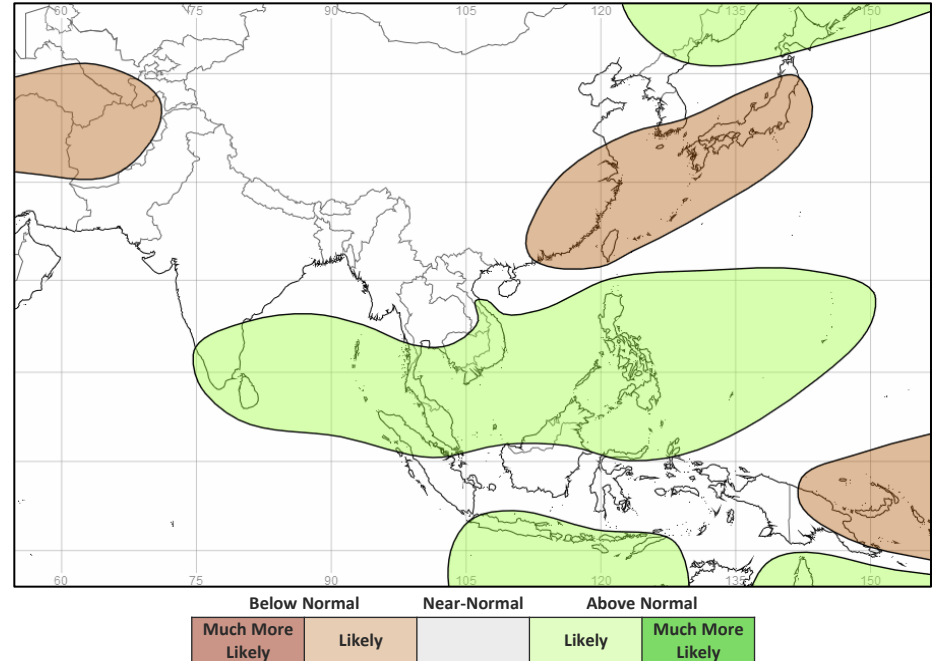 60 75 90 105 120 135 150
60 75 90 105 120 135 150
Below Normal Near-Normal Above Normal
Much More Likely Likely Much More
Likely Likely